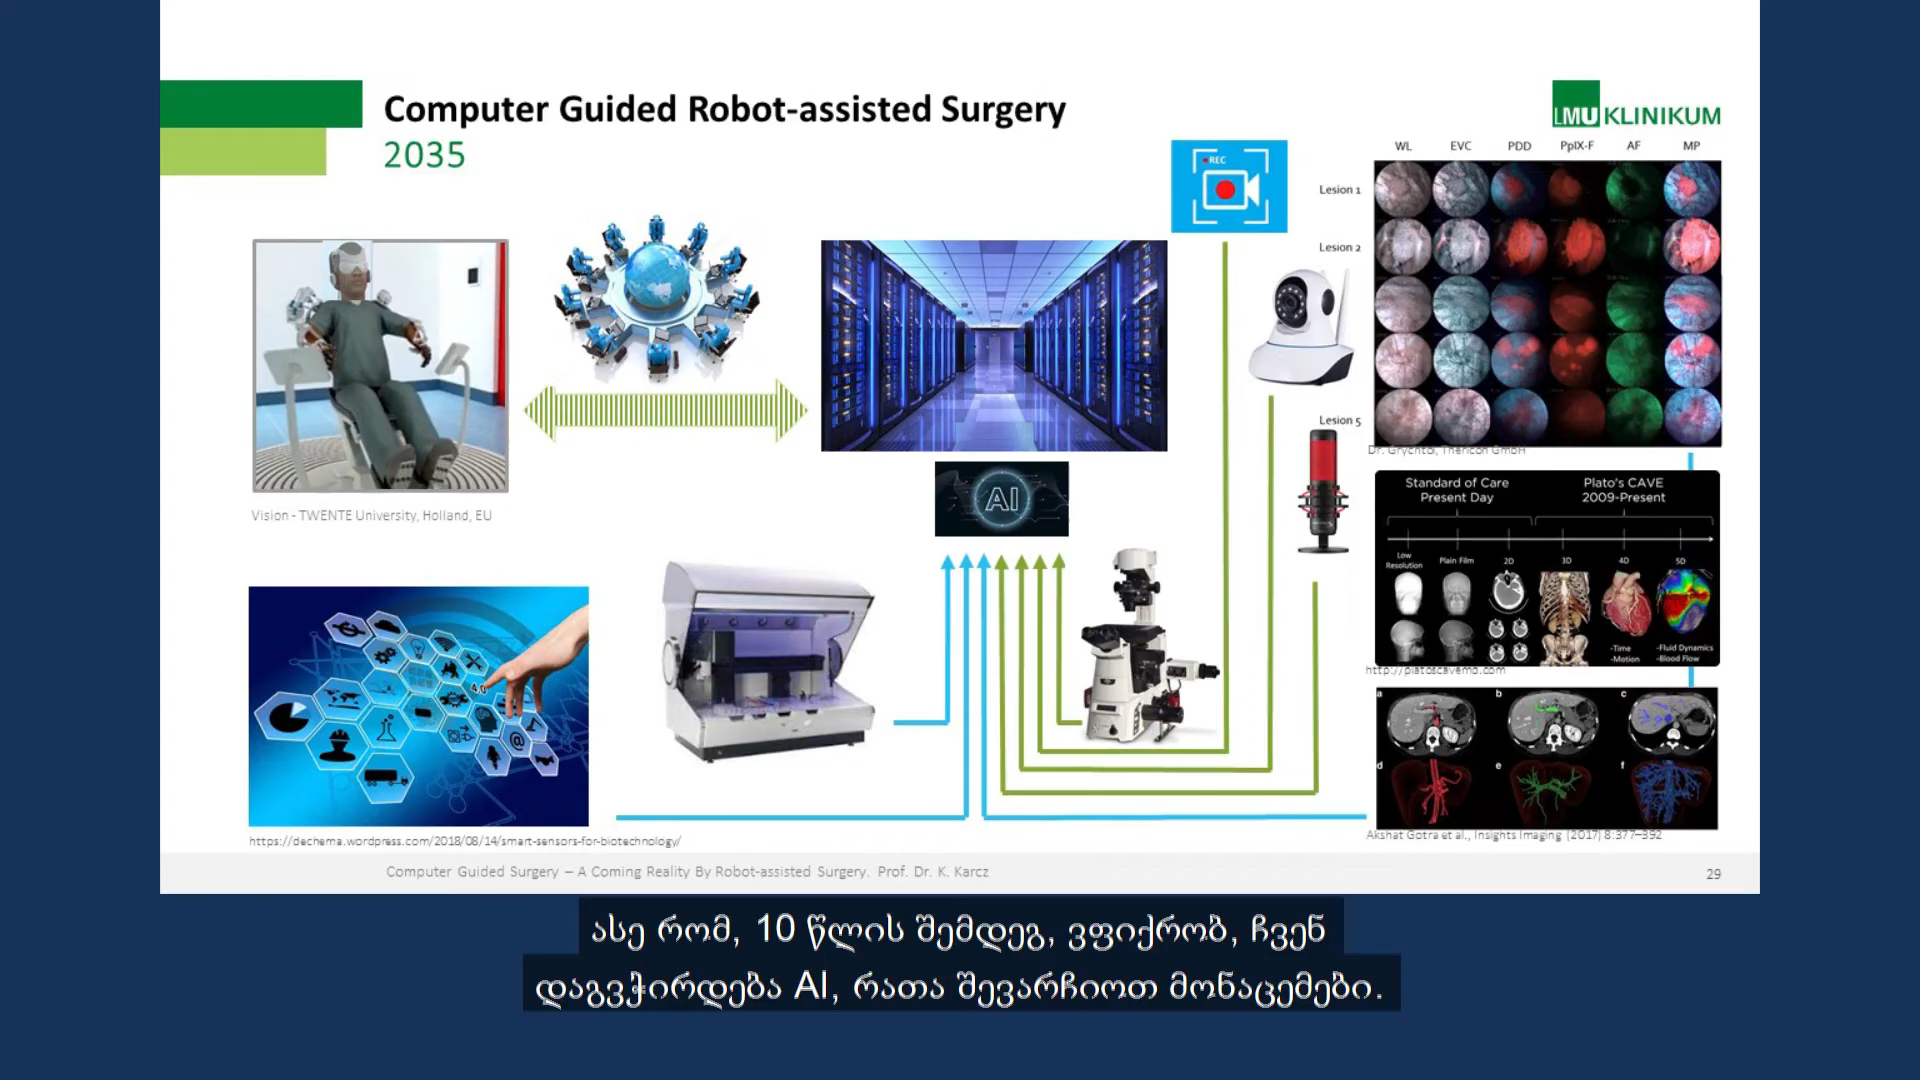 Computer Guided Robot-assisted Surgery
2035
LMU KLINIKUM
WL EVC PDD PpIX-F AF MP
Lesion 1
Lesion 2
Lesion 5
REC
Dr. Grychtol, Thericon GmbH
Vision - TWENTE University, Holland, EU
AI
Standard of Care
Present Day
Plato's CAVE
2009-Present
Low
Resolution
Plain Film
2D
3D
4D
5D
-Time
-Motion
-Fluid Dynamics
-Blood Flow
http://platoscavemd.com
a b c
d e f
Akshat Gotra et al., Insights Imaging (2017) 8:377–392
4.0
@
https://dechema.wordpress.com/2018/08/14/smart-sensors-for-biotechnology/
Computer Guided Surgery – A Coming Reality By Robot-assisted Surgery. Prof. Dr. K. Karcz
29
ასე რომ, 10 წლის შემდეგ, ვფიქრობ, ჩვენ
დაგვჭირდება AI, რათა შევარჩიოთ მონაცემები.